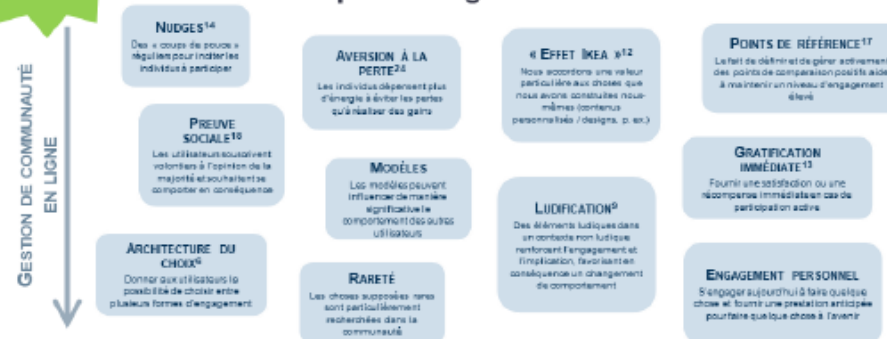 GESTION DE COMMUNAUTÉ
EN LIGNE
NUDGES14
Des « coups de pouce »
réguliers pour inciter les
individus à participer
AVERSION À LA
PERTE24
Les individus dépensent plus
d'énergie à éviter les pertes
qu'à réaliser des gains
« EFFET IKEA »12
Nous accordons une valeur
particulière aux choses que
nous avons construites nous-
mêmes (contenus
personnalisés / designs, p. ex.)
POINTS DE RÉFÉRENCE17
Le fait de définir et de gérer activement
des points de comparaison positifs aide
à maintenir un niveau d'engagement
élevé
PREUVE
SOCIALE18
Les utilisateurs souscrivent
volontiers à l'opinion de la
majorité et souhaitent se
comporter en conséquence
MODÈLES
Les modèles peuvent
influencer de manière
significative le
comportement des autres
utilisateurs
LUDIFICATION9
Des éléments ludiques dans
un contexte non ludique
renforcent l'engagement et
l'implication, favorisant en
conséquence un changement
de comportement
GRATIFICATION
IMMÉDIATE13
Fournir une satisfaction ou une
récompense immédiate en cas de
participation active
ARCHITECTURE DU
CHOIX6
Donner aux utilisateurs la
possibilité de choisir entre
plusieurs formes d'engagement
RARETÉ
Les choses supposées rares
sont particulièrement
recherchées dans la
communauté
ENGAGEMENT PERSONNEL
S'engager aujourd'hui à faire quelque
chose et fournir une prestation anticipée
pour faire quelque chose à l'avenir